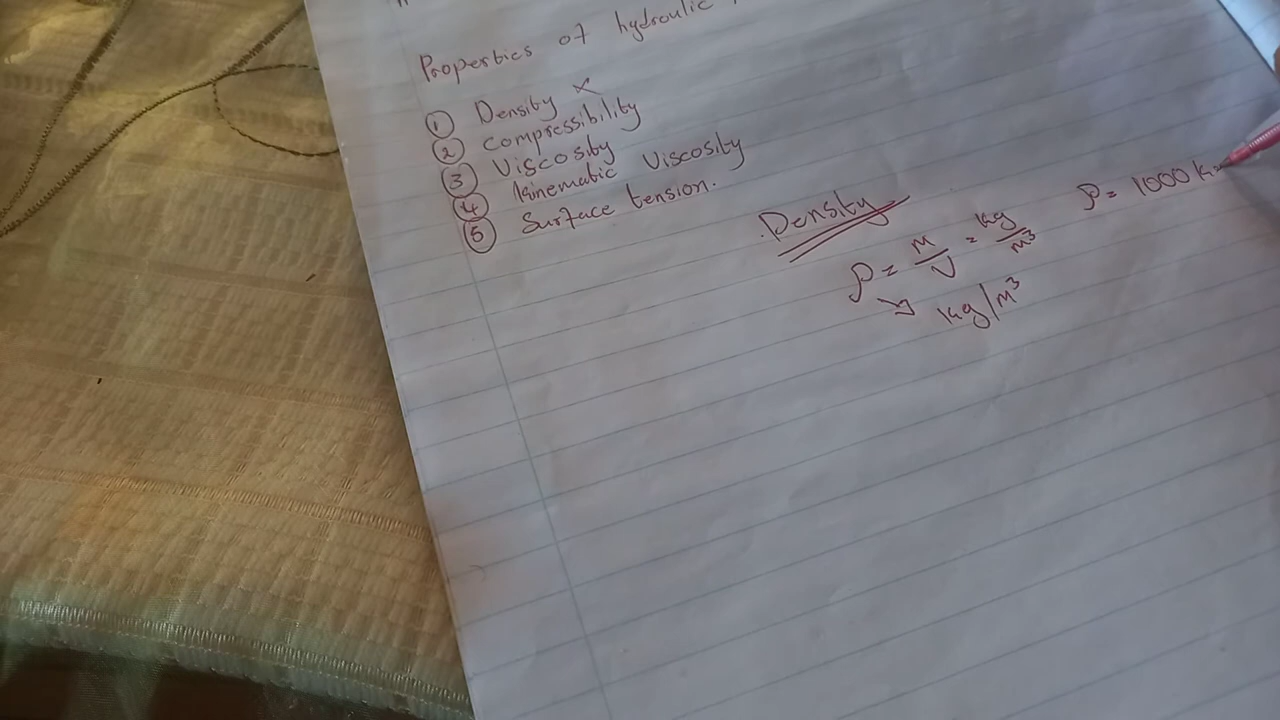 Properties of hydroulic
① Density ×
② Compressibility
③ Viscosity
④ Kinematic Viscosity
⑤ Surface tension.
Density
ρ = M/V = kg/m³
↳ kg/m³
ρ = 1000 k